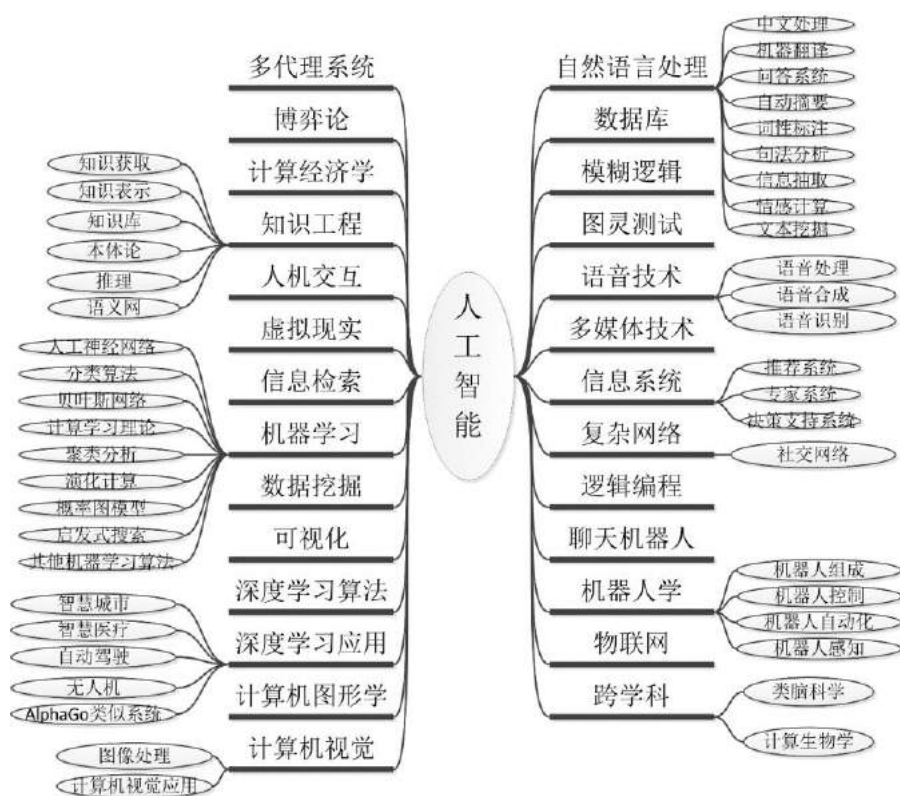 人工智能
多代理系统
博弈论
计算经济学
知识工程
知识获取
知识表示
知识库
本体论
推理
语义网
人机交互
虚拟现实
信息检索
机器学习
人工神经网络
分类算法
贝叶斯网络
计算学习理论
聚类分析
演化计算
概率图模型
启发式搜索
其他机器学习算法
数据挖掘
可视化
深度学习算法
深度学习应用
智慧城市
智慧医疗
自动驾驶
无人机
AlphaGo类似系统
计算机图形学
计算机视觉
图像处理
计算机视觉应用
自然语言处理
中文处理
机器翻译
问答系统
自动摘要
词性标注
句法分析
信息抽取
情感计算
文本挖掘
数据库
模糊逻辑
图灵测试
语音技术
语音处理
语音合成
语音识别
多媒体技术
信息系统
推荐系统
专家系统
决策支持系统
复杂网络
社交网络
逻辑编程
聊天机器人
机器人学
机器人组成
机器人控制
机器人自动化
机器人感知
物联网
跨学科
类脑科学
计算生物学